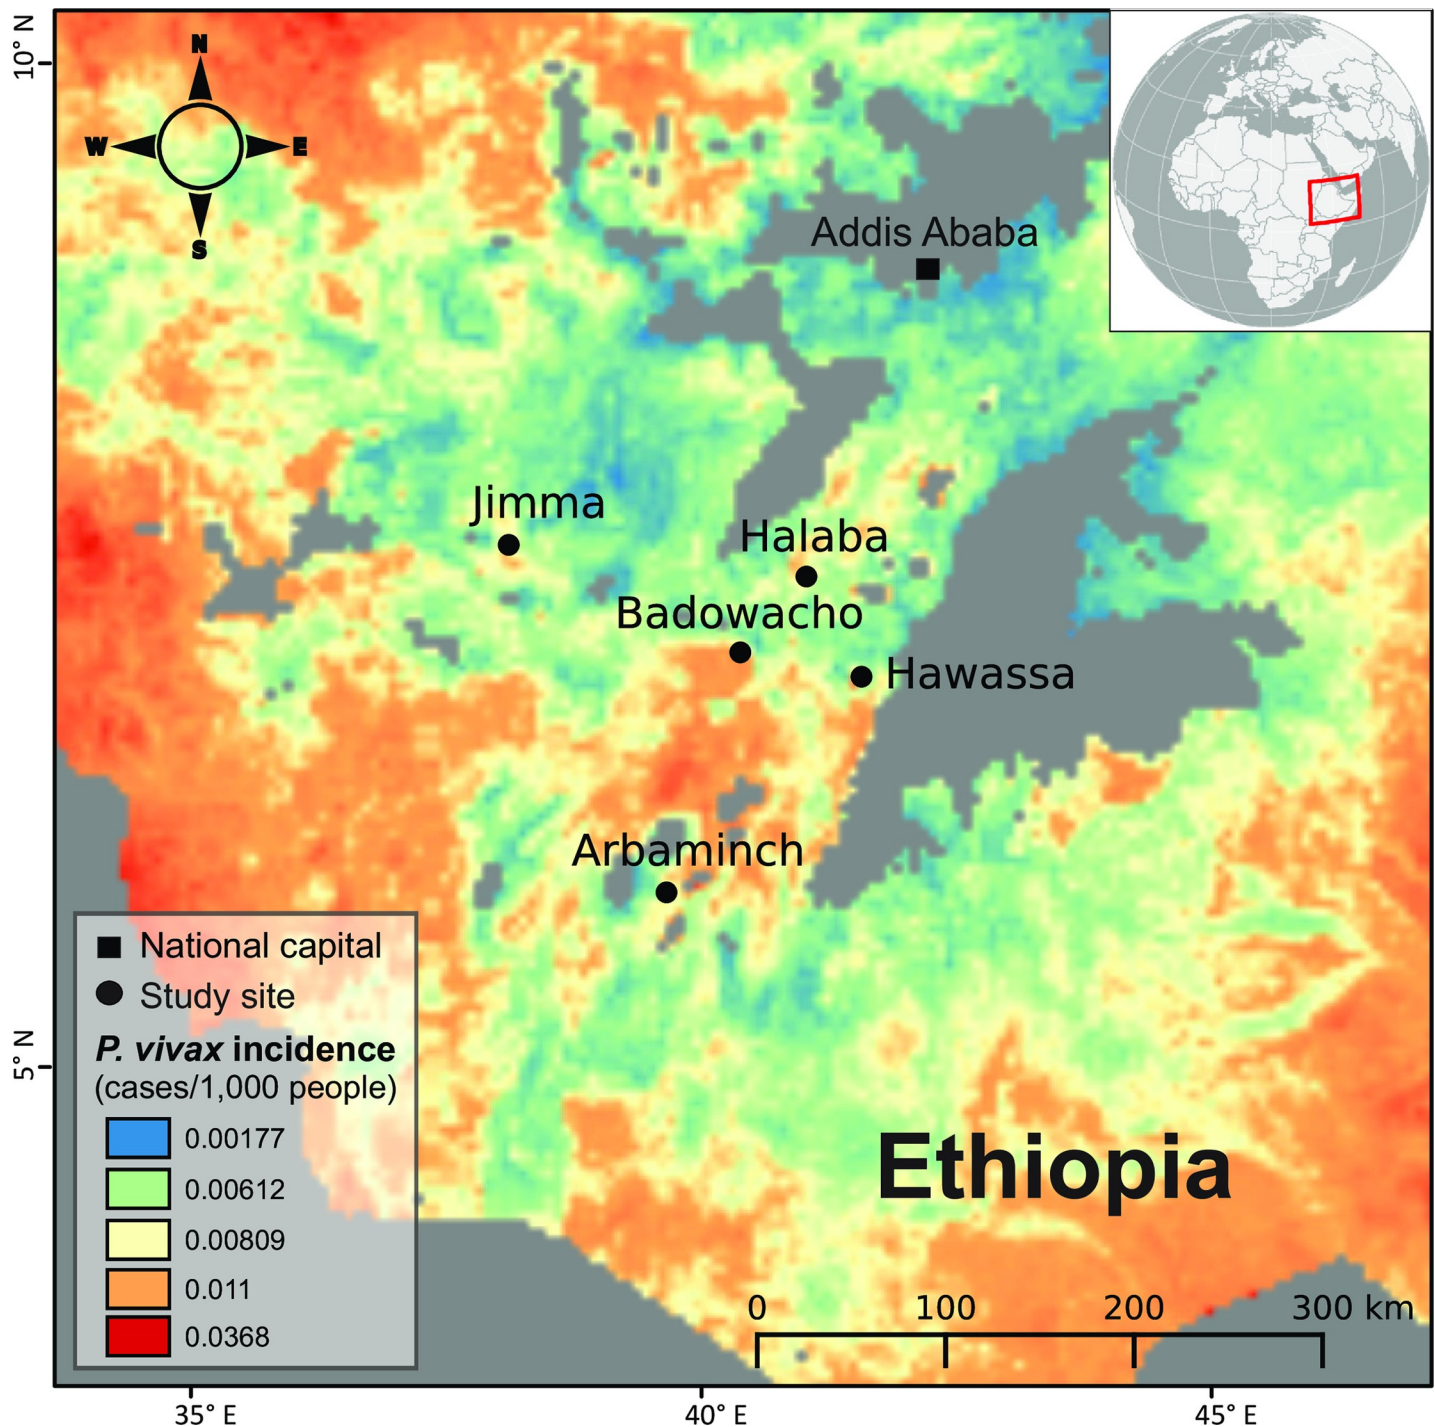 10° N
N
W
E
S
Addis Ababa
Jimma
Halaba
Badowacho
Hawassa
Arbaminch
National capital
Study site
P. vivax incidence
(cases/1,000 people)
0.00177
0.00612
0.00809
0.011
0.0368
5° N
Ethiopia
0 100 200 300 km
35° E 40° E 45° E